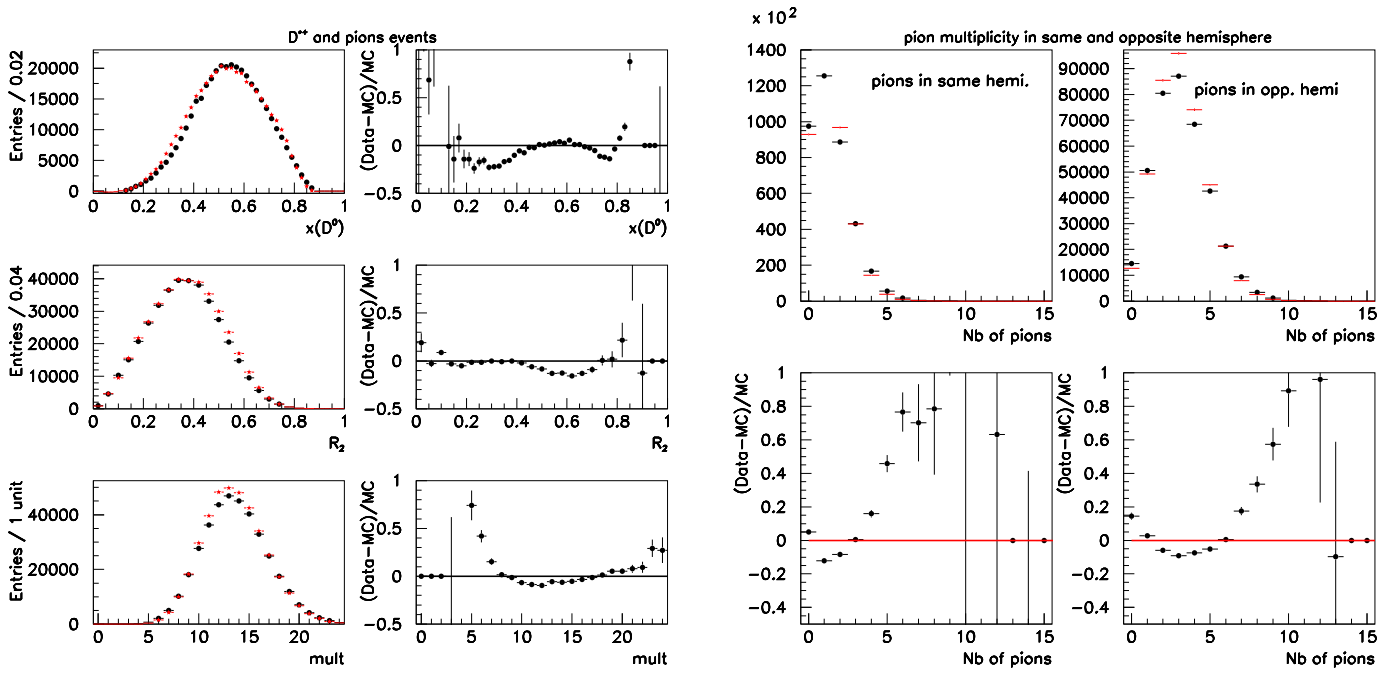 D** and pions events
Entries / 0.02
20000
15000
10000
5000
0
0 0.2 0.4 0.6 0.8 1
x(D⁰)
(Data-MC)/MC
1
0.5
0
-0.5
0 0.2 0.4 0.6 0.8 1
x(D⁰)
Entries / 0.04
40000
30000
20000
10000
0
0 0.2 0.4 0.6 0.8 1
R₂
(Data-MC)/MC
1
0.5
0
-0.5
0 0.2 0.4 0.6 0.8 1
R₂
Entries / 1 unit
40000
20000
0
0 5 10 15 20
mult
(Data-MC)/MC
1
0.5
0
-0.5
0 5 10 15 20
mult
x 10²
pion multiplicity in same and opposite hemisphere
1400
1200
1000
800
600
400
200
0
pions in same hemi.
0 5 10 15
Nb of pions
90000
80000
70000
60000
50000
40000
30000
20000
10000
0
pions in opp. hemi
0 5 10 15
Nb of pions
(Data-MC)/MC
1
0.8
0.6
0.4
0.2
0
-0.2
-0.4
0 5 10 15
Nb of pions
(Data-MC)/MC
1
0.8
0.6
0.4
0.2
0
-0.2
-0.4
0 5 10 15
Nb of pions